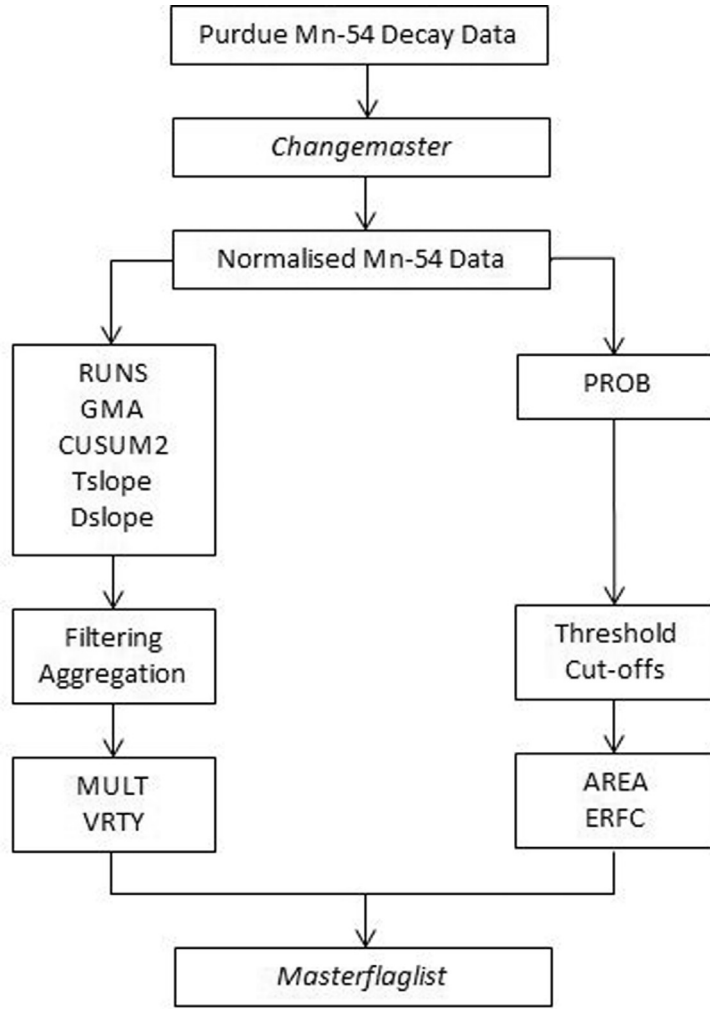 Purdue Mn-54 Decay Data
Changemaster
Normalised Mn-54 Data
RUNS
GMA
CUSUM2
Tslope
Dslope
PROB
Filtering
Aggregation
Threshold
Cut-offs
MULT
VRTY
AREA
ERFC
Masterflaglist